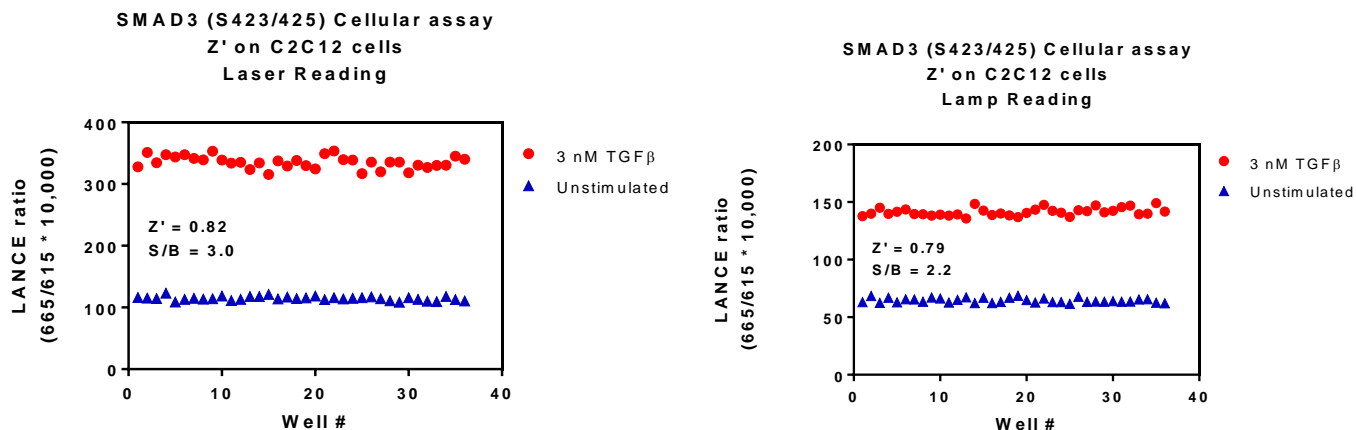 SMAD3 (S423/425) Cellular assay
Z' on C2C12 cells
Laser Reading
LANCE ratio
(665/615 * 10,000)
400
300
200
100
0
Z' = 0.82
S/B = 3.0
0 10 20 30 40
Well #
3 nM TGFβ
Unstimulated
SMAD3 (S423/425) Cellular assay
Z' on C2C12 cells
Lamp Reading
LANCE ratio
(665/615 * 10,000)
200
150
100
50
0
Z' = 0.79
S/B = 2.2
0 10 20 30 40
Well #
3 nM TGFβ
Unstimulated